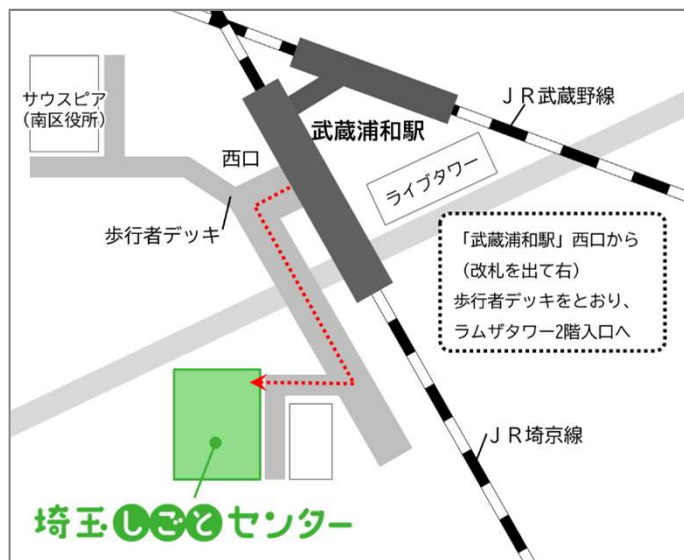 サウスピア
（南区役所）
ＪＲ武蔵野線
武蔵浦和駅
西口
ライブタワー
歩行者デッキ
「武蔵浦和駅」西口から
（改札を出て右）
歩行者デッキをとおり、
ラムザタワー2階入口へ
ＪＲ埼京線
埼玉しごとセンター